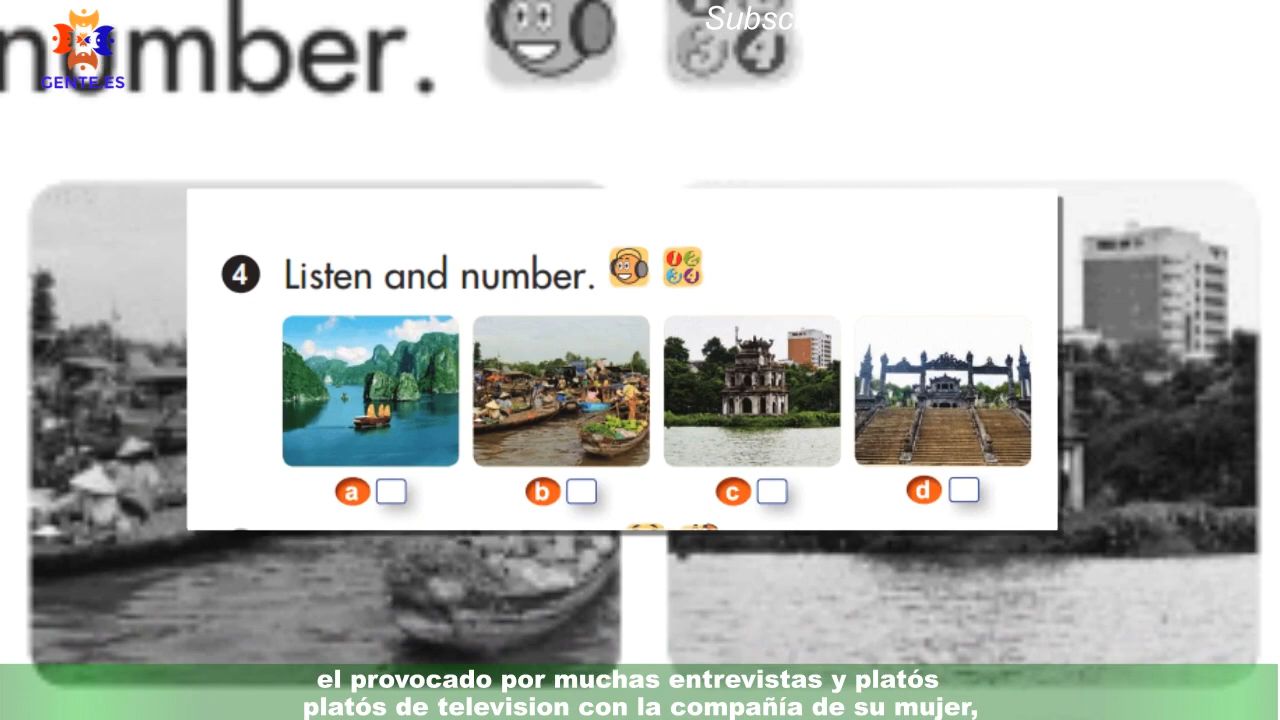 number.
Subsc
GENTE.ES
4 Listen and number.
a b c d
el provocado por muchas entrevistas y platós
platós de television con la compañía de su mujer,